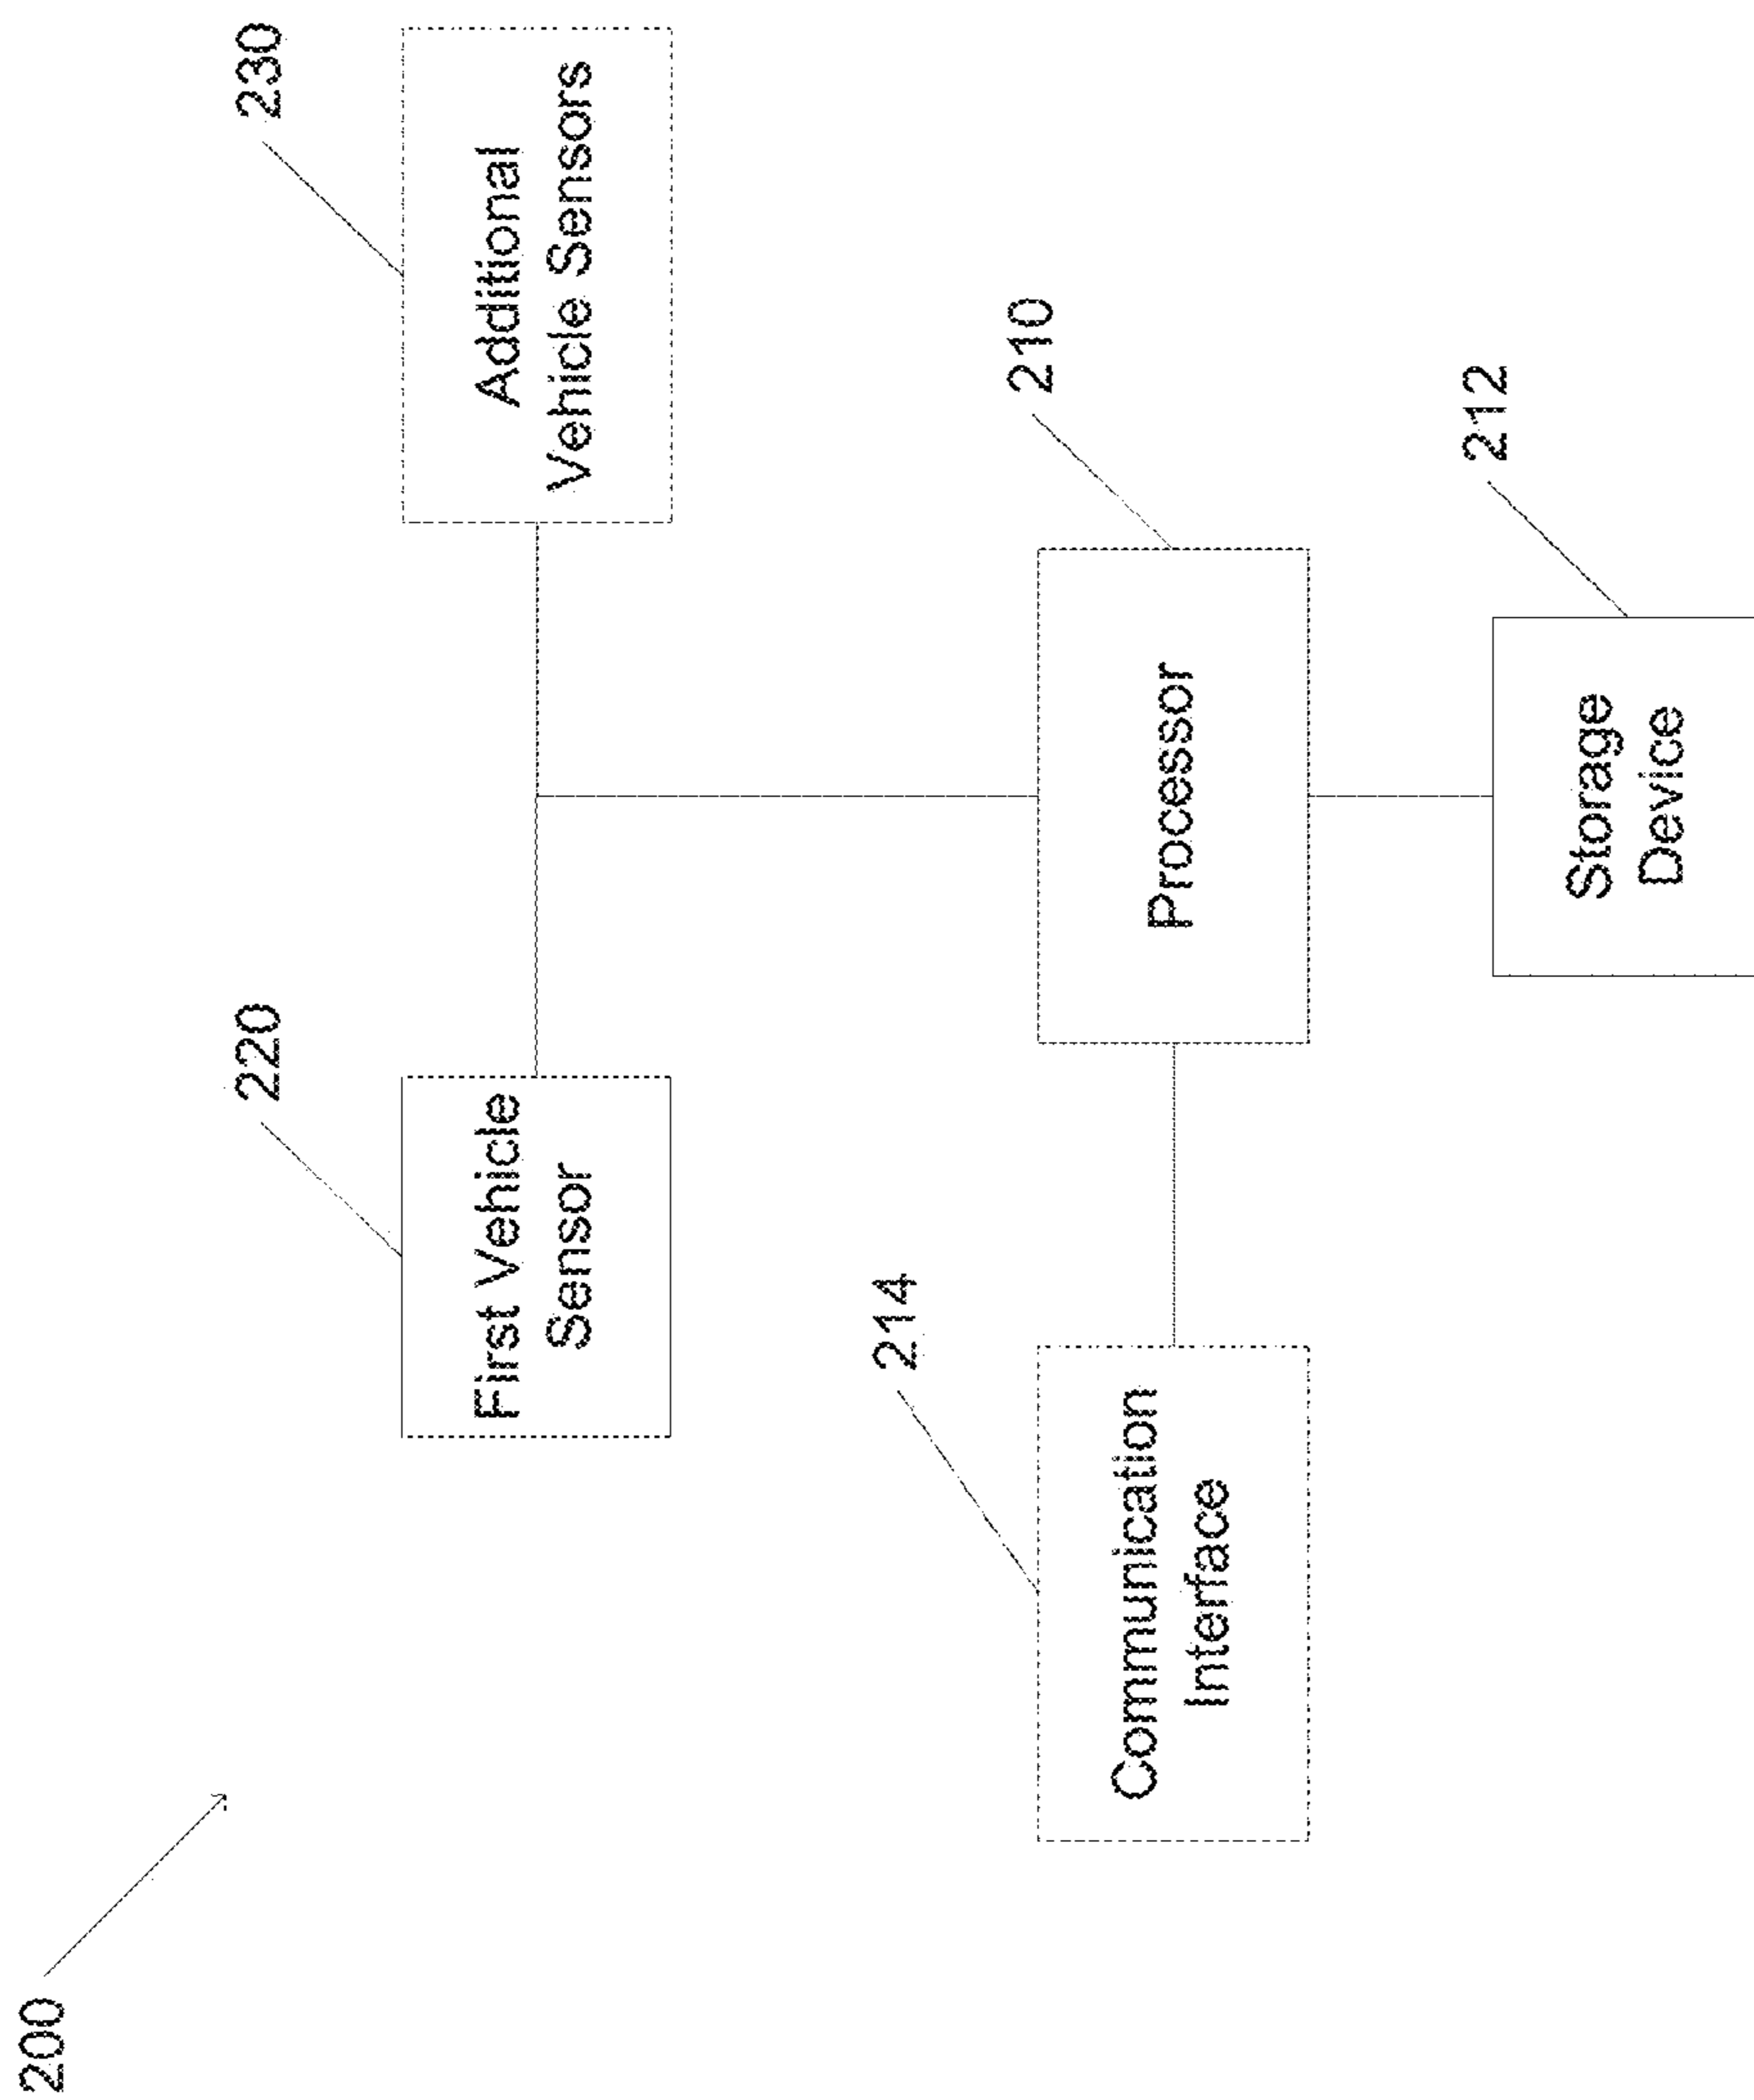 200
220
230
First Vehicle
Sensor
Additional
Vehicle Sensors
214
210
Communication
Interface
Processor
212
Storage
Device